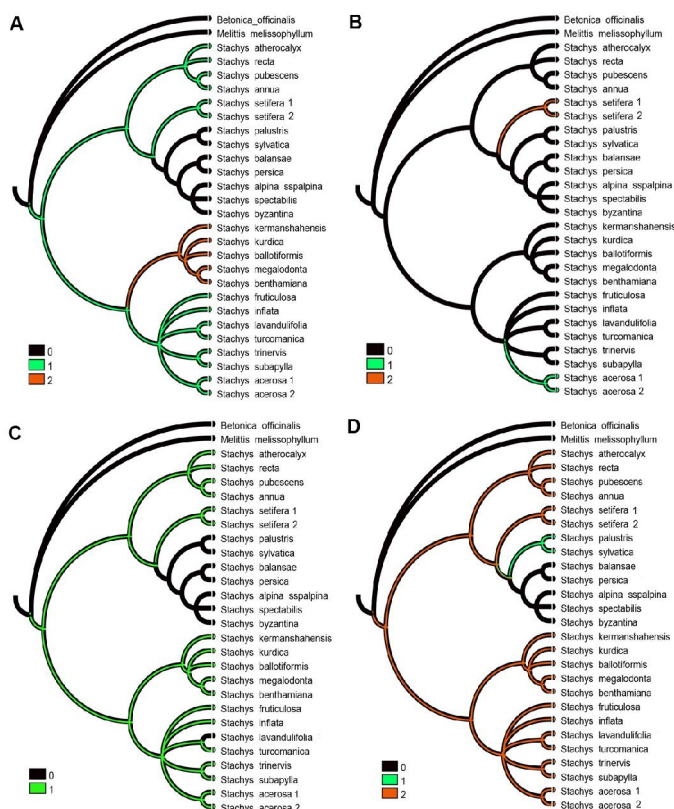 A
Betonica_officinalis
Melittis melissophyllum
Stachys atherocalyx
Stachys recta
Stachys pubescens
Stachys annua
Stachys setifera 1
Stachys setifera 2
Stachys palustris
Stachys sylvatica
Stachys balansae
Stachys persica
Stachys alpina sspalpina
Stachys spectabilis
Stachys byzantina
Stachys kermanshahensis
Stachys kurdica
Stachys ballotiformis
Stachys megalodonta
Stachys benthamiana
Stachys fruticulosa
Stachys inflata
Stachys lavandulifolia
Stachys turcomanica
Stachys trinervis
Stachys subapylla
Stachys acerosa 1
Stachys acerosa 2
0
1
2
B
Betonica officinalis
Melittis melissophyllum
Stachys atherocalyx
Stachys recta
Stachys pubescens
Stachys annua
Stachys setifera 1
Stachys setifera 2
Stachys palustris
Stachys sylvatica
Stachys balansae
Stachys persica
Stachys alpina sspalpina
Stachys spectabilis
Stachys byzantina
Stachys kermanshahensis
Stachys kurdica
Stachys ballotiformis
Stachys megalodonta
Stachys benthamiana
Stachys fruticulosa
Stachys inflata
Stachys lavandulifolia
Stachys turcomanica
Stachys trinervis
Stachys subapylla
Stachys acerosa 1
Stachys acerosa 2
0
1
2
C
Betonica officinalis
Melittis melissophyllum
Stachys atherocalyx
Stachys recta
Stachys pubescens
Stachys annua
Stachys setifera 1
Stachys setifera 2
Stachys palustris
Stachys sylvatica
Stachys balansae
Stachys persica
Stachys alpina sspalpina
Stachys spectabilis
Stachys byzantina
Stachys kermanshahensis
Stachys kurdica
Stachys ballotiformis
Stachys megalodonta
Stachys benthamiana
Stachys fruticulosa
Stachys inflata
Stachys lavandulifolia
Stachys turcomanica
Stachys trinervis
Stachys subapylla
Stachys acerosa 1
Stachys acerosa 2
0
1
D
Betonica officinalis
Melittis melissophyllum
Stachys atherocalyx
Stachys recta
Stachys pubescens
Stachys annua
Stachys setifera 1
Stachys setifera 2
Stachys palustris
Stachys sylvatica
Stachys balansae
Stachys persica
Stachys alpina sspalpina
Stachys spectabilis
Stachys byzantina
Stachys kermanshahensis
Stachys kurdica
Stachys ballotiformis
Stachys megalodonta
Stachys benthamiana
Stachys fruticulosa
Stachys inflata
Stachys lavandulifolia
Stachys turcomanica
Stachys trinervis
Stachys subapylla
Stachys acerosa 1
Stachys acerosa 2
0
1
2